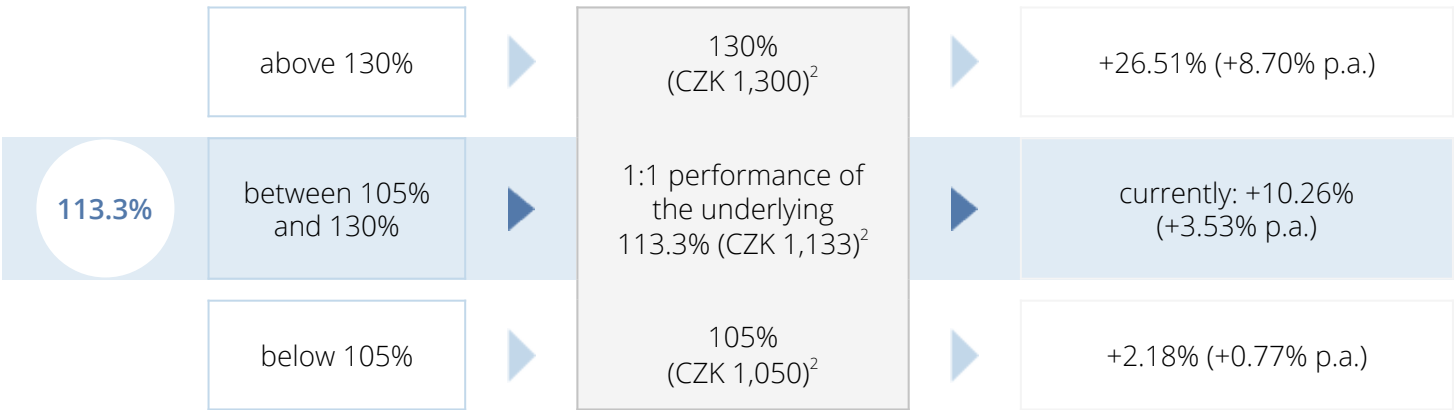 above 130%
130%
(CZK 1,300)²
+26.51% (+8.70% p.a.)
113.3%
between 105%
and 130%
1:1 performance of
the underlying
113.3% (CZK 1,133)²
currently: +10.26%
(+3.53% p.a.)
below 105%
105%
(CZK 1,050)²
+2.18% (+0.77% p.a.)